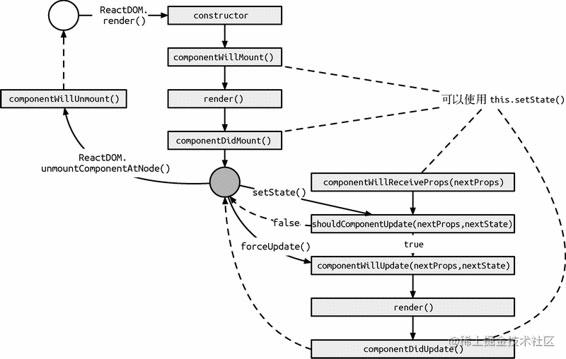 ReactDOM.
render()
constructor
componentWillMount()
componentWillUnmount()
render()
可以使用 this.setState()
componentDidMount()
ReactDOM.
unmountComponentAtNode()
setState()
componentWillReceiveProps(nextProps)
false
shouldComponentUpdate(nextProps,nextState)
forceUpdate()
true
componentWillUpdate(nextProps,nextState)
render()
componentDidUpdate()
@稀土掘金技术社区